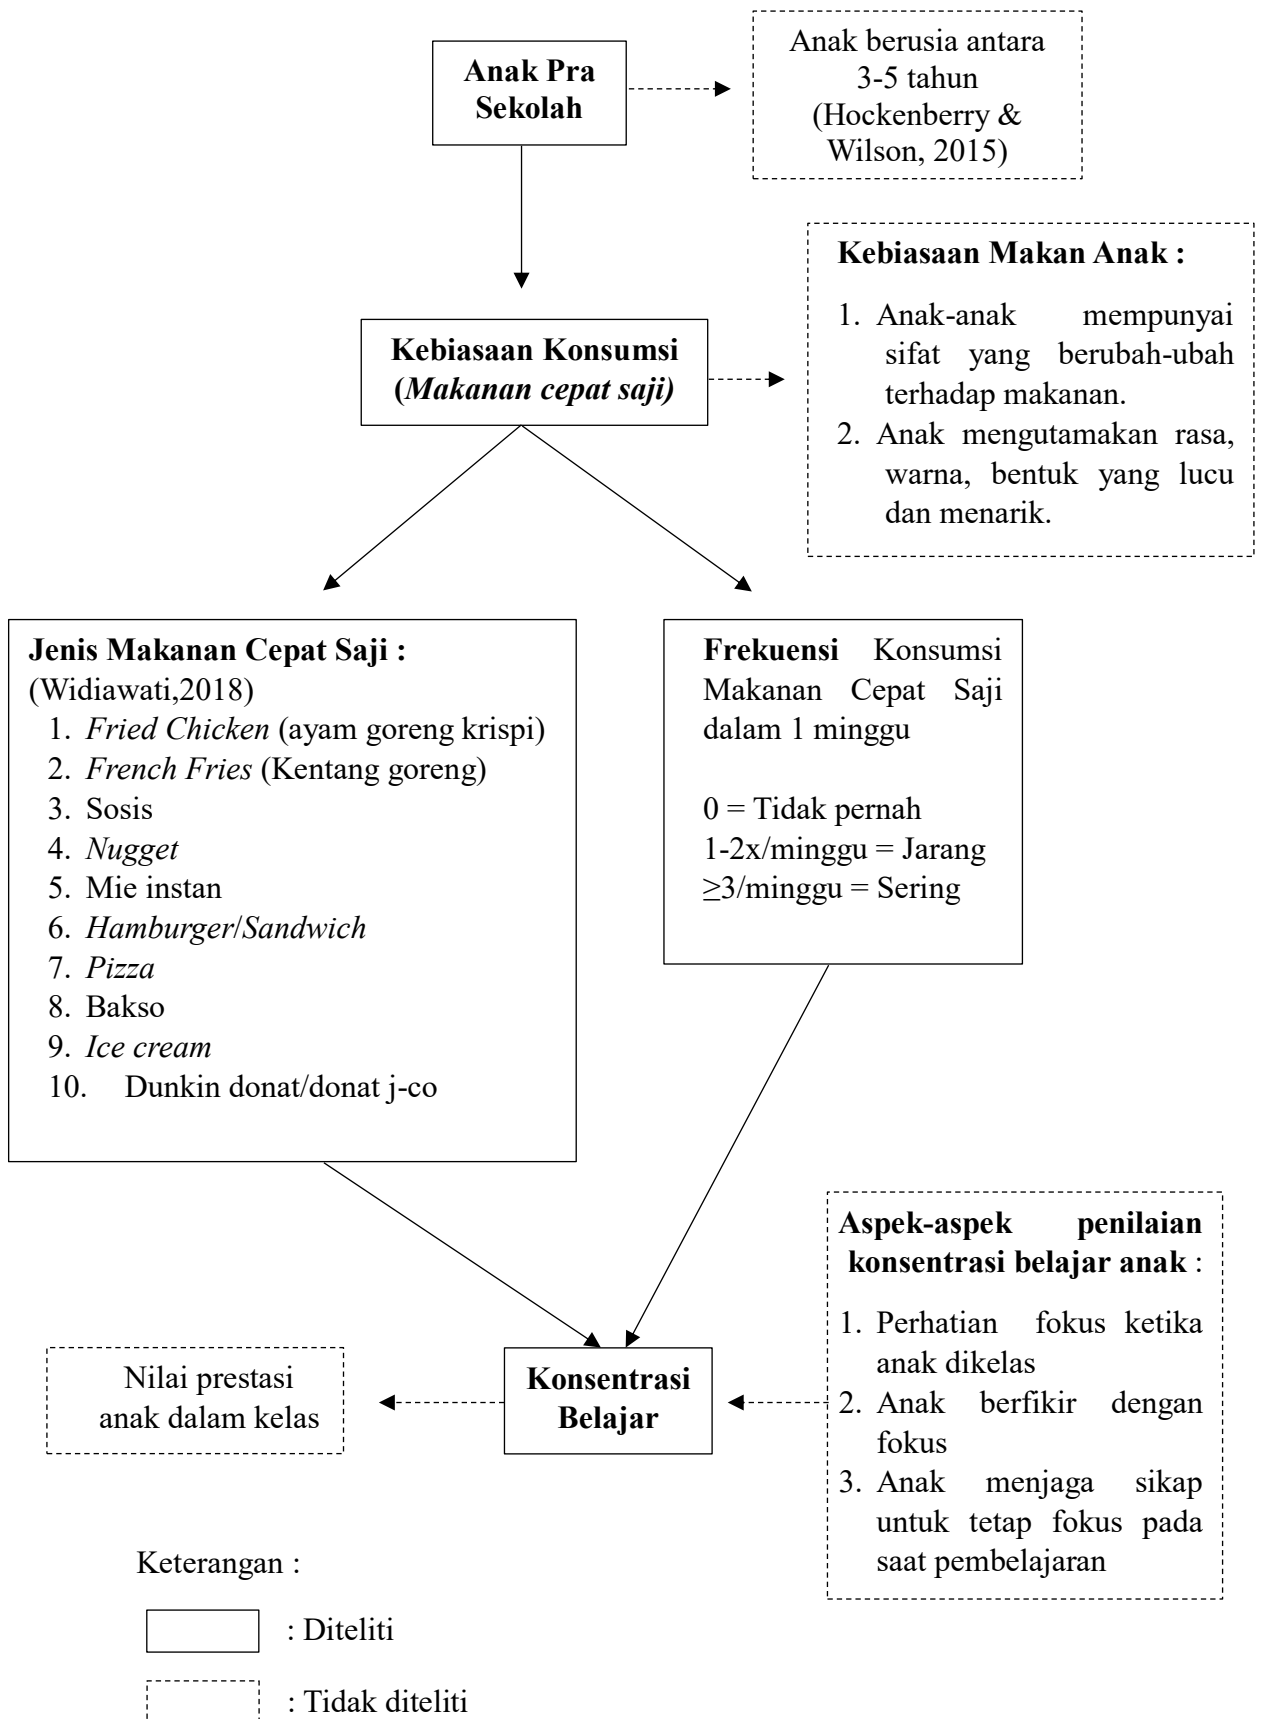 Anak Pra
Sekolah
Anak berusia antara
3-5 tahun
(Hockenberry &
Wilson, 2015)
Kebiasaan Makan Anak :
1. Anak-anak mempunyai
sifat yang berubah-ubah
terhadap makanan.
2. Anak mengutamakan rasa,
warna, bentuk yang lucu
dan menarik.
Kebiasaan Konsumsi
(Makanan cepat saji)
Jenis Makanan Cepat Saji :
(Widiawati,2018)
1. Fried Chicken (ayam goreng krispi)
2. French Fries (Kentang goreng)
3. Sosis
4. Nugget
5. Mie instan
6. Hamburger/Sandwich
7. Pizza
8. Bakso
9. Ice cream
10. Dunkin donat/donat j-co
Frekuensi Konsumsi
Makanan Cepat Saji
dalam 1 minggu
0 = Tidak pernah
1-2x/minggu = Jarang
≥3/minggu = Sering
Aspek-aspek penilaian
konsentrasi belajar anak :
1. Perhatian fokus ketika
anak dikelas
2. Anak berfikir dengan
fokus
3. Anak menjaga sikap
untuk tetap fokus pada
saat pembelajaran
Konsentrasi
Belajar
Nilai prestasi
anak dalam kelas
Keterangan :
: Diteliti
: Tidak diteliti